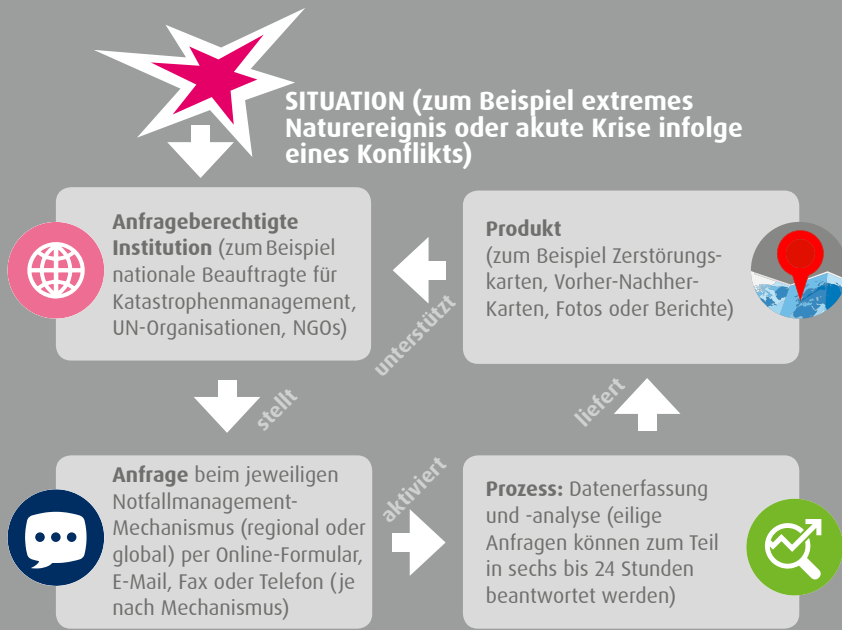 SITUATION (zum Beispiel extremes
Naturereignis oder akute Krise infolge
eines Konflikts)
Anfrageberechtigte
Institution (zum Beispiel
nationale Beauftragte für
Katastrophenmanagement,
UN-Organisationen, NGOs)
stellt
Anfrage beim jeweiligen
Notfallmanagement-
Mechanismus (regional oder
global) per Online-Formular,
E-Mail, Fax oder Telefon (je
nach Mechanismus)
aktiviert
Prozess: Datenerfassung
und -analyse (eilige
Anfragen können zum Teil
in sechs bis 24 Stunden
beantwortet werden)
liefert
Produkt
(zum Beispiel Zerstörungs-
karten, Vorher-Nachher-
Karten, Fotos oder Berichte)
unterstützt